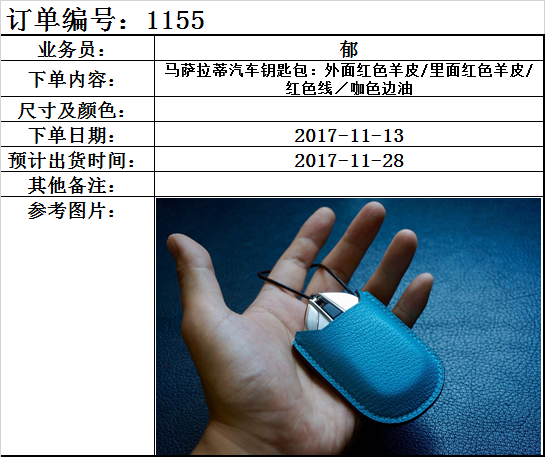 订单编号：1155
业务员：
郁
下单内容：
马萨拉蒂汽车钥匙包：外面红色羊皮/里面红色羊皮/
红色线／咖色边油
尺寸及颜色：
下单日期：
2017-11-13
预计出货时间：
2017-11-28
其他备注：
参考图片：